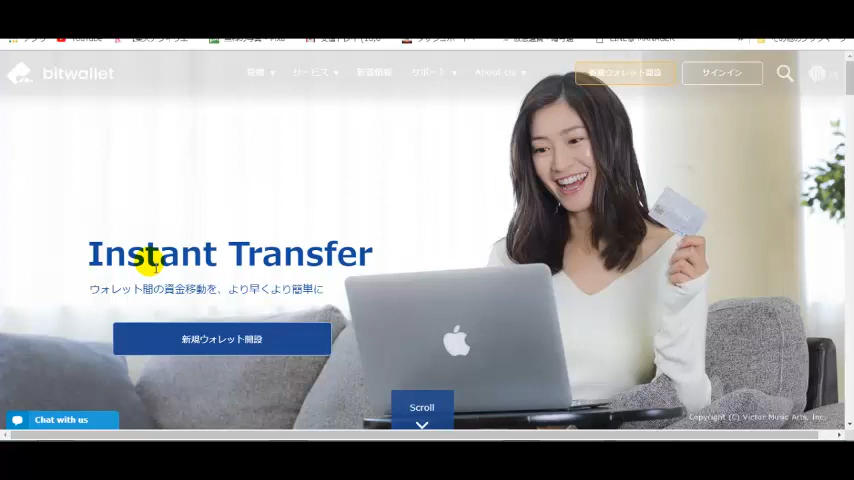 YouTube
bitwallet
サービス ▼
新着情報
サポート ▼
About Us ▼
新規ウォレット開設
サインイン
Instant Transfer
ウォレット間の資金移動を、より早くより簡単に
新規ウォレット開設
Scroll
Chat with us
Copyright (C) Victor Music Arts, Inc.